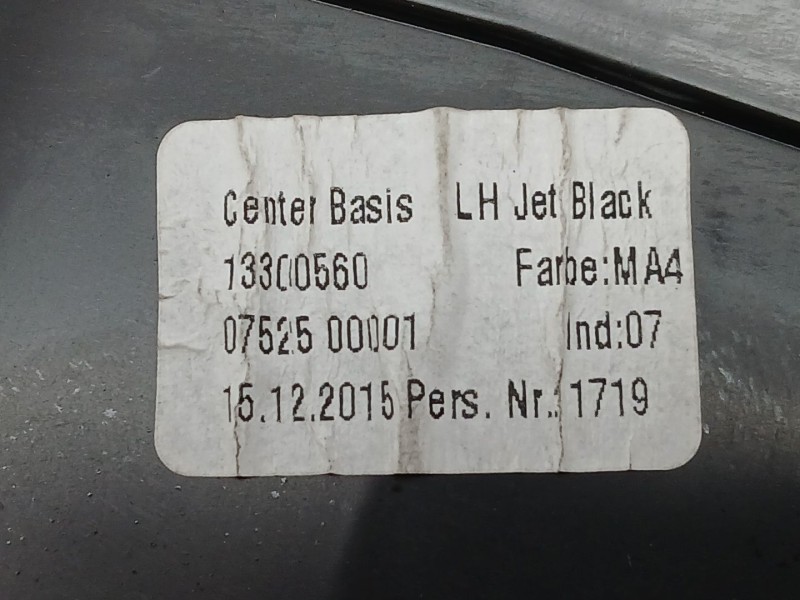 Center Basis LH Jet Black
13300560 Farbe:MA4
07525 00001 Ind:07
15.12.2015 Pers. Nr.: 1719